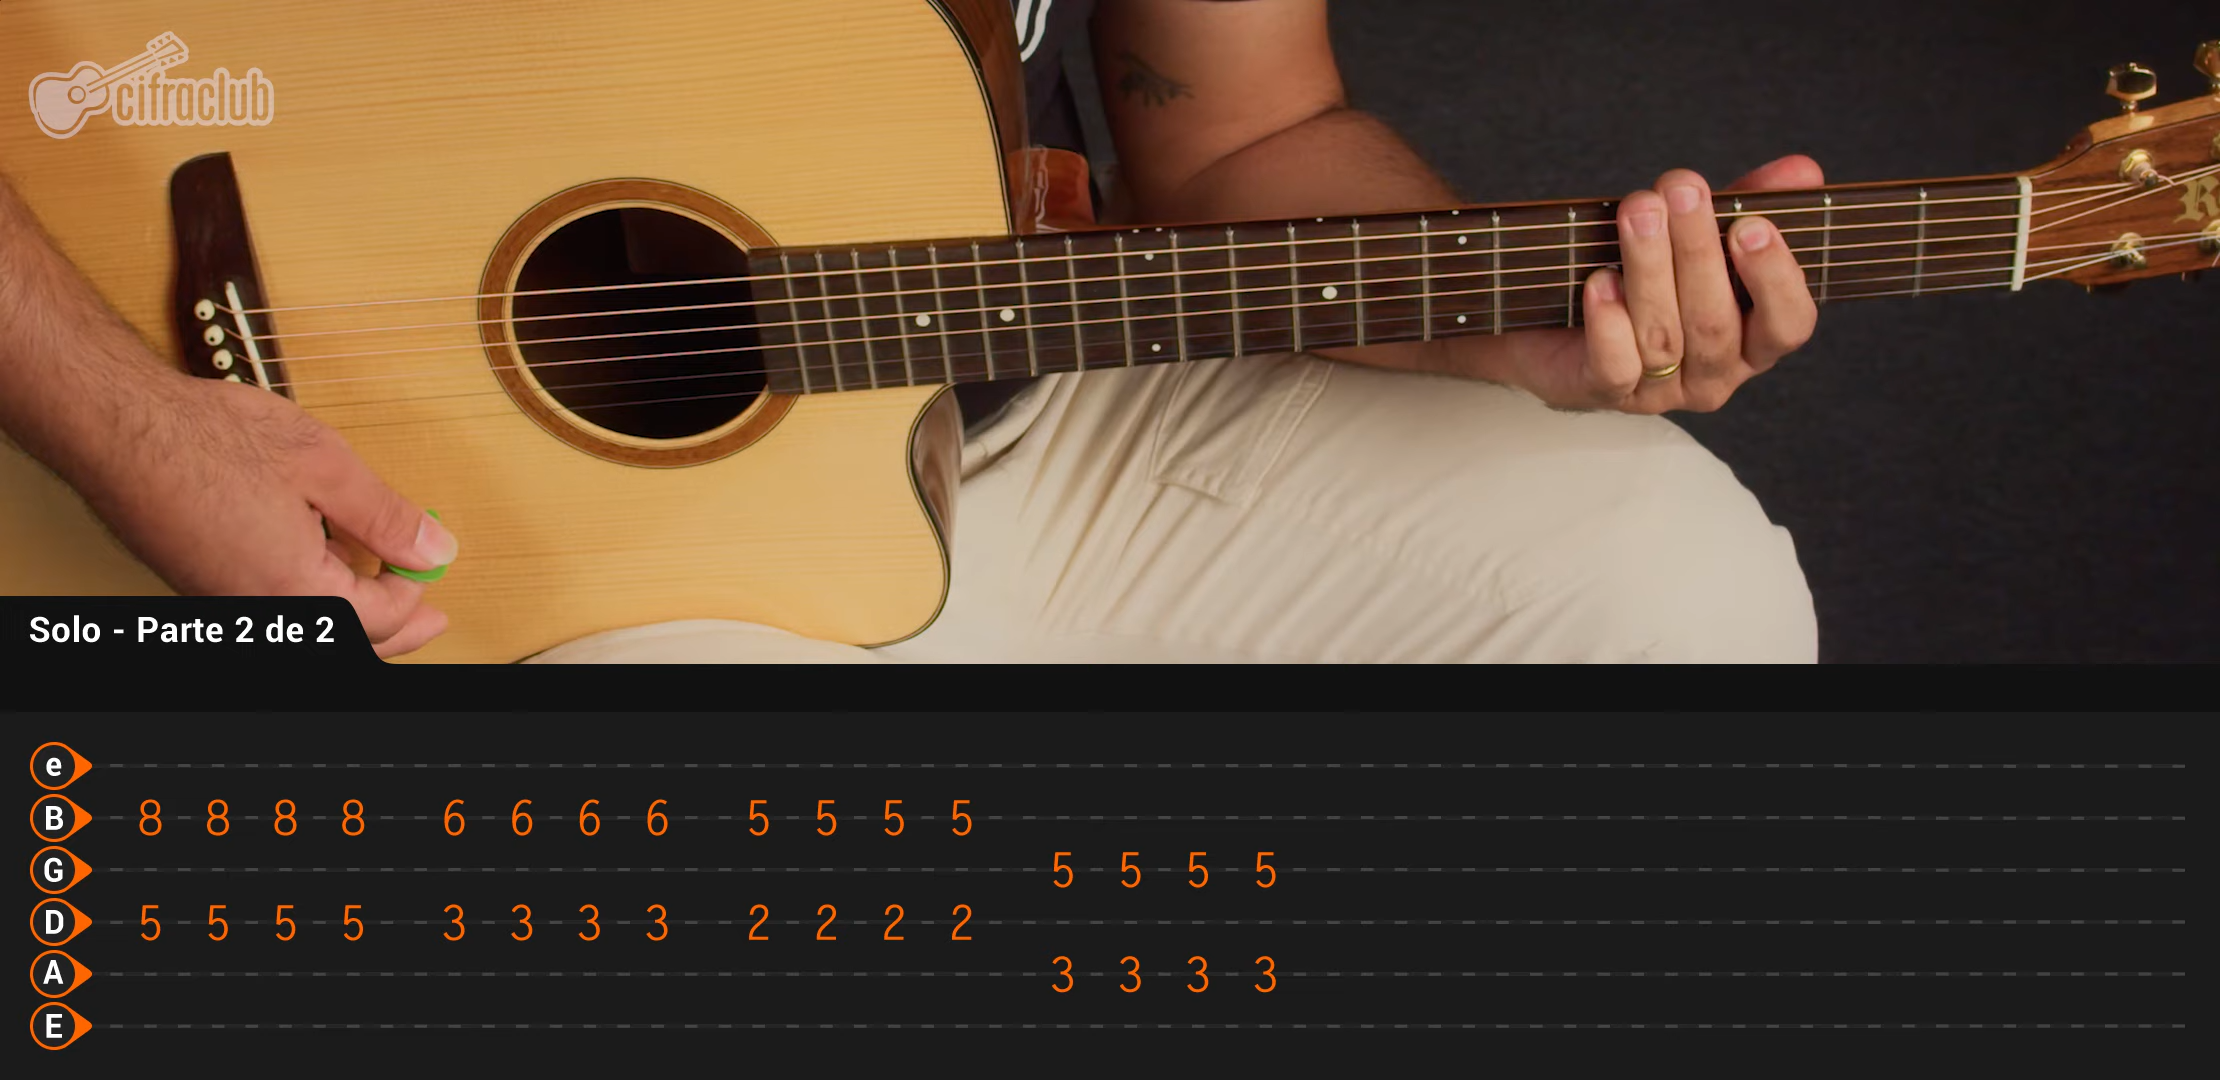 cifraclub
R
Solo - Parte 2 de 2
e
B 8 8 8 8 6 6 6 6 5 5 5 5
G 5 5 5 5
D 5 5 5 5 3 3 3 3 2 2 2 2
A 3 3 3 3
E